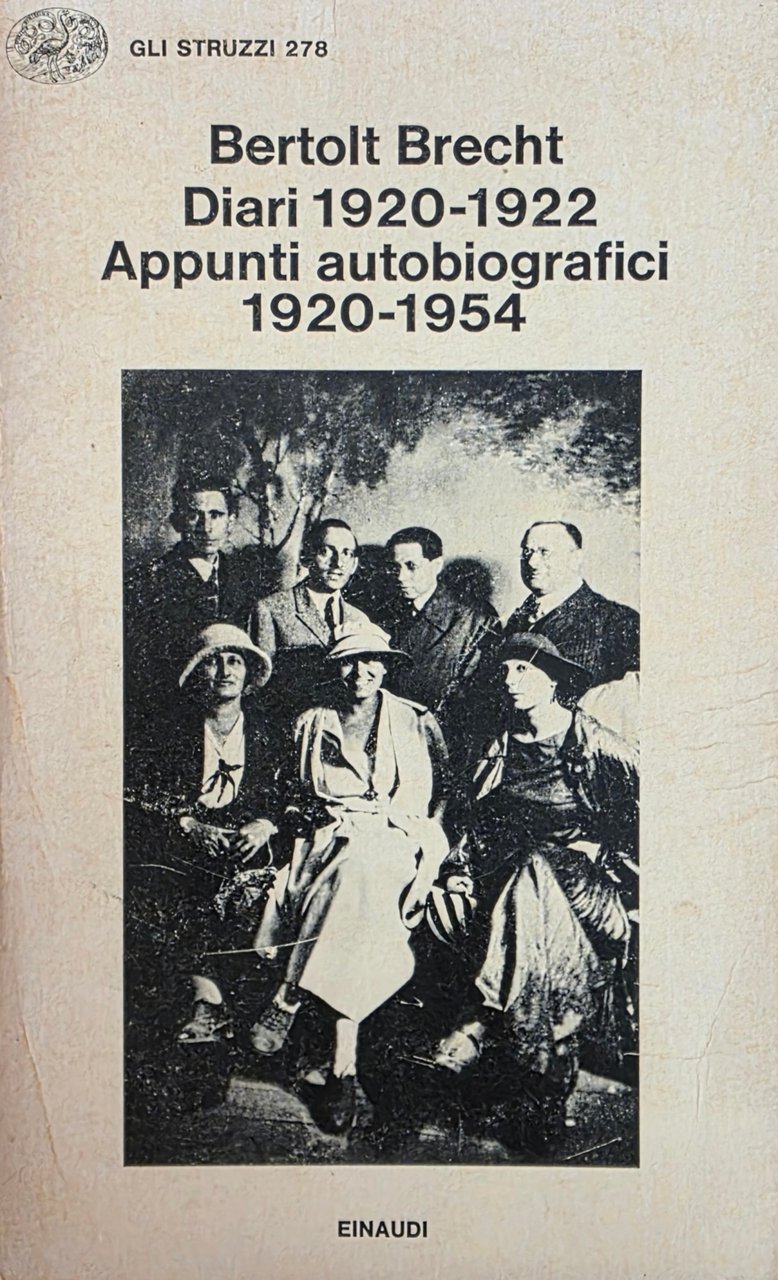 GLI STRUZZI 278
Bertolt Brecht
Diari 1920-1922
Appunti autobiografici
1920-1954
EINAUDI